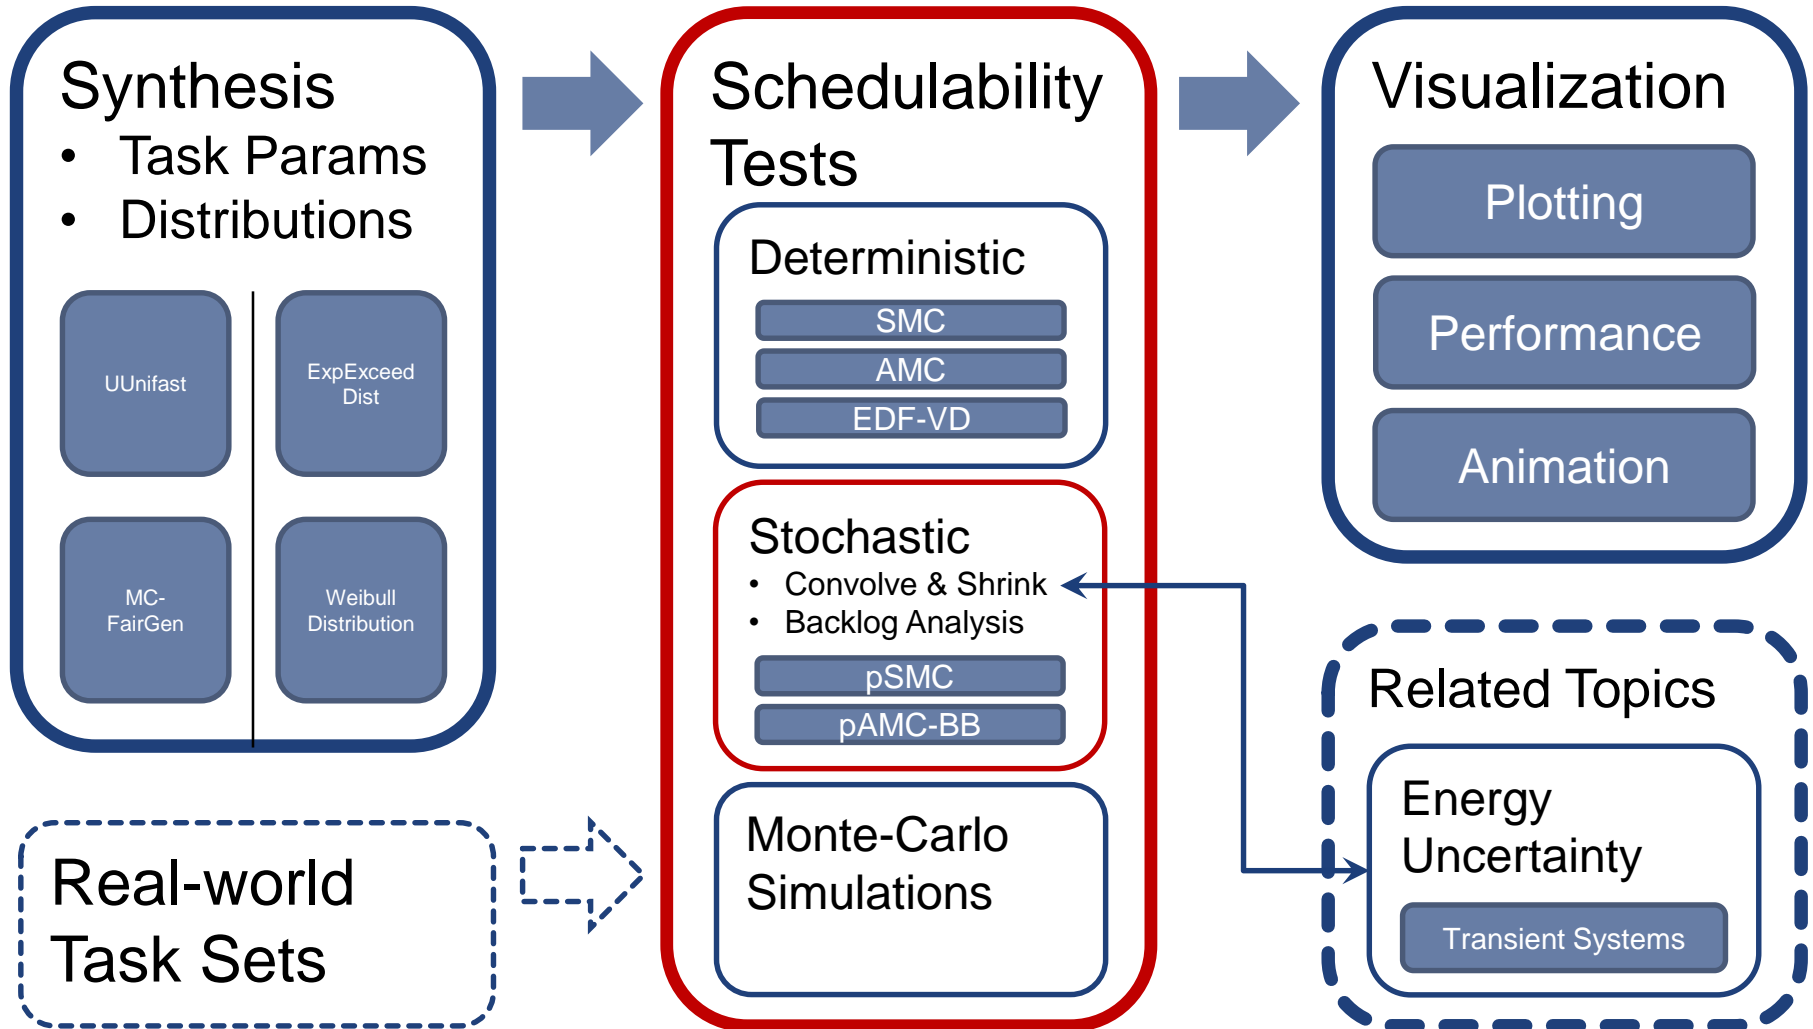 Synthesis
• Task Params
• Distributions
UUnifast
ExpExceed
Dist
MC-
FairGen
Weibull
Distribution
Real-world
Task Sets
Schedulability
Tests
Deterministic
SMC
AMC
EDF-VD
Stochastic
• Convolve & Shrink
• Backlog Analysis
pSMC
pAMC-BB
Monte-Carlo
Simulations
Visualization
Plotting
Performance
Animation
Related Topics
Energy
Uncertainty
Transient Systems